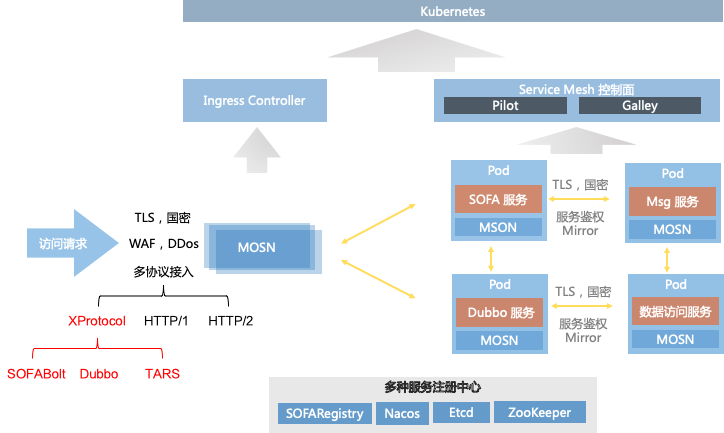 Kubernetes
Ingress Controller
Service Mesh 控制面
Pilot
Galley
访问请求
TLS，国密
WAF，DDos
多协议接入
MOSN
XProtocol
HTTP/1
HTTP/2
SOFABolt
Dubbo
TARS
Pod
SOFA 服务
MSON
TLS，国密
服务鉴权
Mirror
Pod
Msg 服务
MOSN
Pod
Dubbo 服务
MOSN
TLS，国密
服务鉴权
Mirror
Pod
数据访问服务
MOSN
多种服务注册中心
SOFARegistry
Nacos
Etcd
ZooKeeper